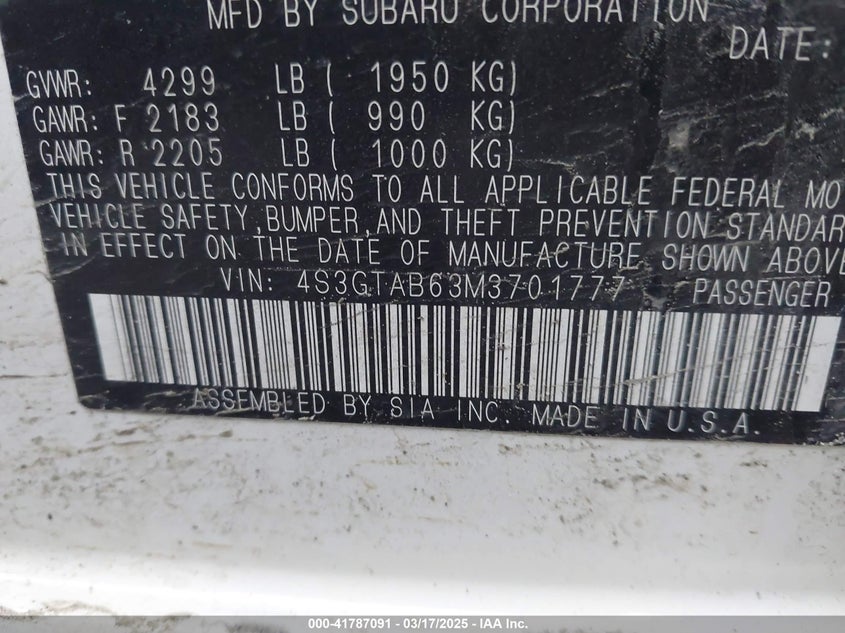 MFD BY SUBARU CORPORATION
DATE:
GVWR: 4299 LB ( 1950 KG)
GAWR: F 2183 LB ( 990 KG)
GAWR: R 2205 LB ( 1000 KG)
THIS VEHICLE CONFORMS TO ALL APPLICABLE FEDERAL MO
VEHICLE SAFETY,BUMPER,AND THEFT PREVENTION STANDAR
IN EFFECT ON THE DATE OF MANUFACTURE SHOWN ABOVE
VIN: 4S3GTAB63M3701777 PASSENGER
ASSEMBLED BY SIA INC. MADE IN U.S.A.
000-41787091 - 03/17/2025 - IAA Inc.